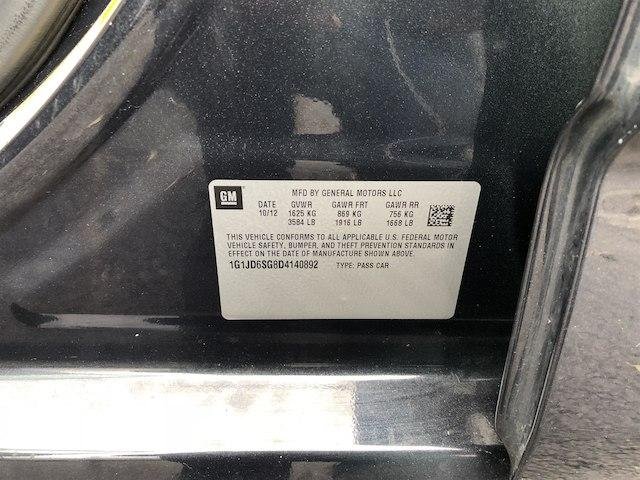 GM
MFD BY GENERAL MOTORS LLC
DATE GVWR GAWR FRT GAWR RR
10/12 1625 KG 869 KG 756 KG
3584 LB 1916 LB 1668 LB
THIS VEHICLE CONFORMS TO ALL APPLICABLE U.S. FEDERAL MOTOR
VEHICLE SAFETY, BUMPER, AND THEFT PREVENTION STANDARDS IN
EFFECT ON THE DATE OF MANUFACTURE SHOWN ABOVE.
1G1JD6SG8D4140892 TYPE: PASS CAR